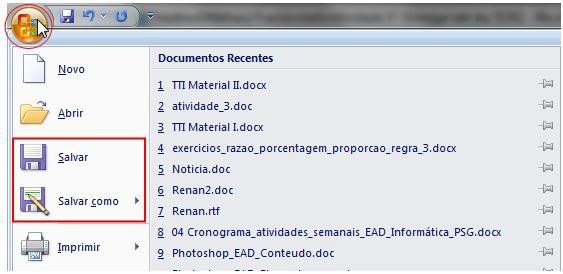 Novo
Abrir
Salvar
Salvar como
Imprimir
Documentos Recentes
1 TTI Material II.docx
2 atividade_3.doc
3 TTI Material I.docx
4 exercicios_razao_porcentagem_proporcao_regra_3.docx
5 Noticia.doc
6 Renan2.doc
7 Renan.rtf
8 04 Cronograma_atividades_semanais_EAD_Informática_PSG.docx
9 Photoshop_EAD_Conteudo.doc